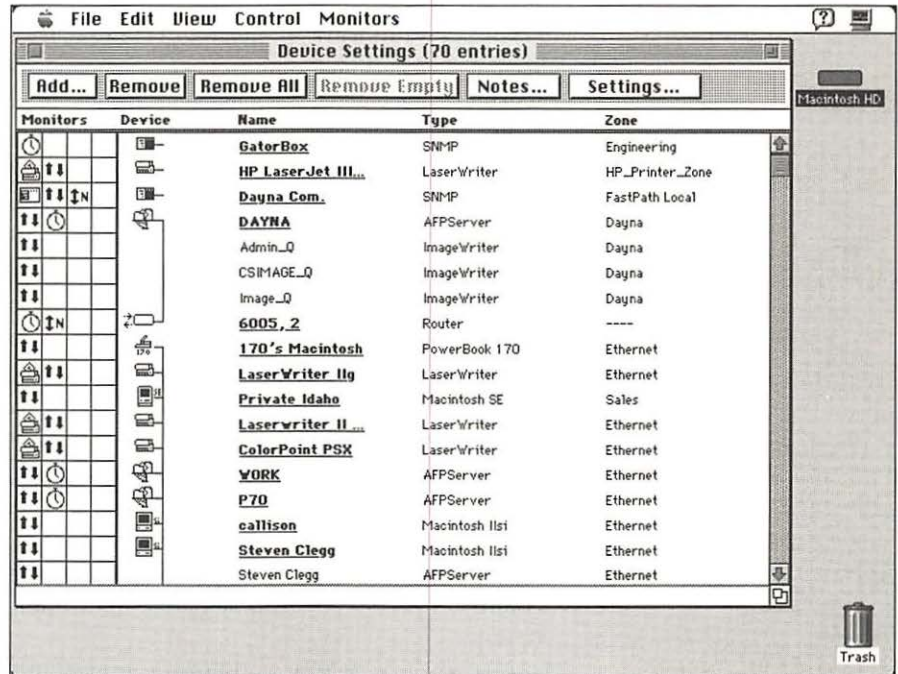 File Edit View Control Monitors
Device Settings (70 entries)
Add... Remove Remove All Remove Empty Notes... Settings...
Macintosh HD
Monitors Device Name Type Zone
GatorBox SNMP Engineering
HP LaserJet III... LaserWriter HP_Printer_Zone
N Dayna Com. SNMP FastPath Local
DAYNA AFPServer Dayna
Admin_Q ImageWriter Dayna
CSIMAGE_Q ImageWriter Dayna
Image_Q ImageWriter Dayna
N 6005, 2 Router ----
170 170's Macintosh PowerBook 170 Ethernet
LaserWriter IIg LaserWriter Ethernet
SE Private Idaho Macintosh SE Sales
Laserwriter II ... LaserWriter Ethernet
ColorPoint PSX LaserWriter Ethernet
WORK AFPServer Ethernet
P70 AFPServer Ethernet
callison Macintosh IIsi Ethernet
Steven Clegg Macintosh IIsi Ethernet
Steven Clegg AFPServer Ethernet
Trash